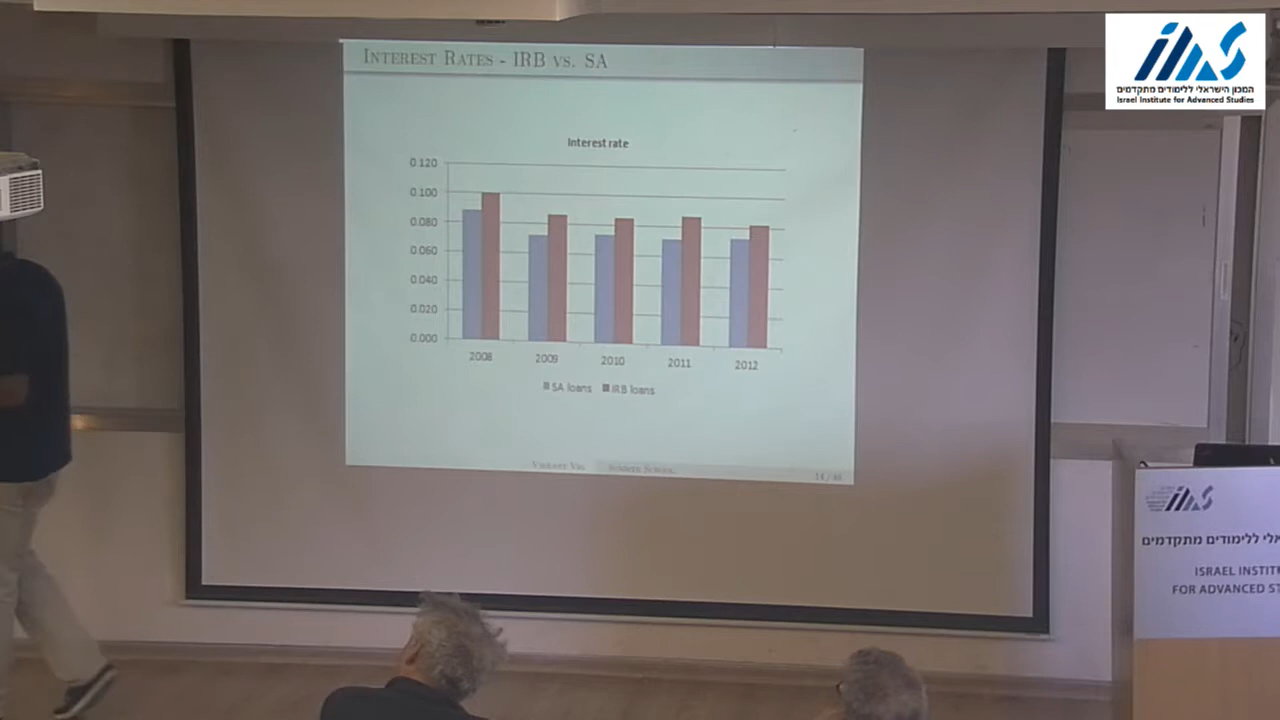 INTEREST RATES - IRB VS. SA
Interest rate
0.120
0.100
0.080
0.060
0.040
0.020
0.000
2008 2009 2010 2011 2012
SA loans IRB loans
המכון הישראלי ללימודים מתקדמים
Israel Institute for Advanced Studies
ללימודים מתקדמים
ISRAEL
FOR ADVANCED